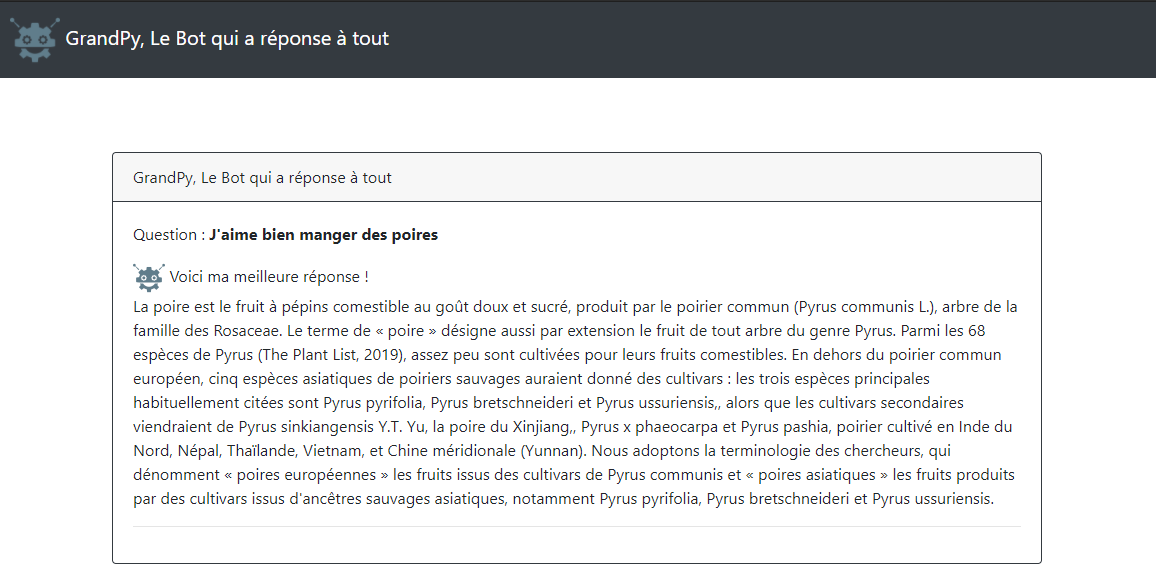 GrandPy, Le Bot qui a réponse à tout
GrandPy, Le Bot qui a réponse à tout
Question : J'aime bien manger des poires
Voici ma meilleure réponse !
La poire est le fruit à pépins comestible au goût doux et sucré, produit par le poirier commun (Pyrus communis L.), arbre de la
famille des Rosaceae. Le terme de « poire » désigne aussi par extension le fruit de tout arbre du genre Pyrus. Parmi les 68
espèces de Pyrus (The Plant List, 2019), assez peu sont cultivées pour leurs fruits comestibles. En dehors du poirier commun
européen, cinq espèces asiatiques de poiriers sauvages auraient donné des cultivars : les trois espèces principales
habituellement citées sont Pyrus pyrifolia, Pyrus bretschneideri et Pyrus ussuriensis,, alors que les cultivars secondaires
viendraient de Pyrus sinkiangensis Y.T. Yu, la poire du Xinjiang,, Pyrus x phaeocarpa et Pyrus pashia, poirier cultivé en Inde du
Nord, Népal, Thaïlande, Vietnam, et Chine méridionale (Yunnan). Nous adoptons la terminologie des chercheurs, qui
dénomment « poires européennes » les fruits issus des cultivars de Pyrus communis et « poires asiatiques » les fruits produits
par des cultivars issus d'ancêtres sauvages asiatiques, notamment Pyrus pyrifolia, Pyrus bretschneideri et Pyrus ussuriensis.